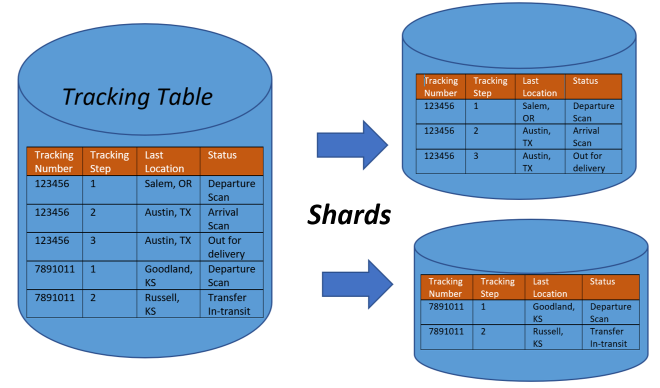 Tracking Table
Tracking Tracking Last Status
Number Step Location
123456 1 Salem, OR Departure
Scan
123456 2 Austin, TX Arrival
Scan
123456 3 Austin, TX Out for
delivery
7891011 1 Goodland, Departure
KS Scan
7891011 2 Russell, Transfer
KS In-transit
Shards
Tracking Tracking Last Status
Number Step Location
123456 1 Salem, Departure
OR Scan
123456 2 Austin, Arrival
TX Scan
123456 3 Austin, Out for
TX delivery
Tracking Tracking Last Status
Number Step Location
7891011 1 Goodland, Departure
KS Scan
7891011 2 Russell, Transfer
KS In-transit